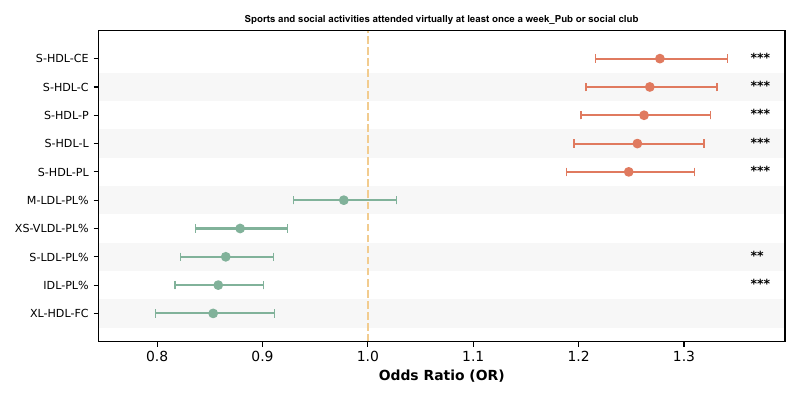 Sports and social activities attended virtually at least once a week_Pub or social club
S-HDL-CE ***
S-HDL-C ***
S-HDL-P ***
S-HDL-L ***
S-HDL-PL ***
M-LDL-PL%
XS-VLDL-PL%
S-LDL-PL% **
IDL-PL% ***
XL-HDL-FC
0.8 0.9 1.0 1.1 1.2 1.3
Odds Ratio (OR)